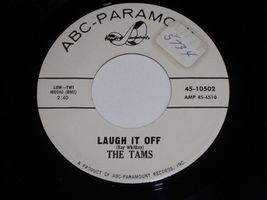 ABC-PARAMOUNT
LOW-TWI
MUSIC (BMI)
2:40
45-10502
AMP 45-4510
LAUGH IT OFF
(Ray Whitley)
THE TAMS
A PRODUCT OF ABC-PARAMOUNT RECORDS, INC.